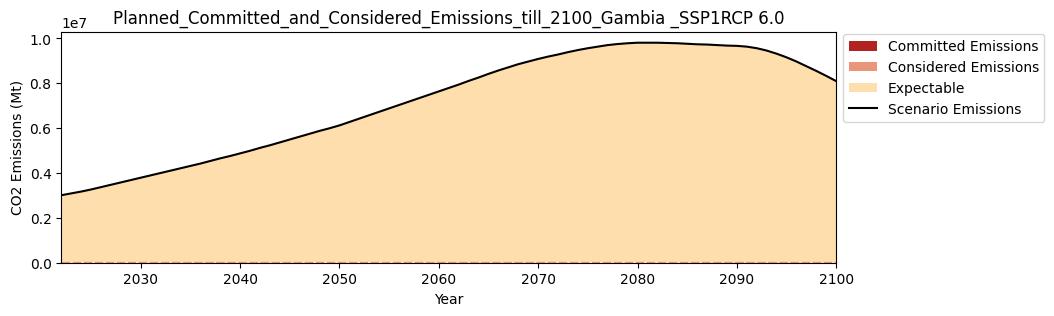 Planned_Committed_and_Considered_Emissions_till_2100_Gambia _SSP1RCP 6.0
1e7
1.0
0.8
0.6
0.4
0.2
0.0
CO2 Emissions (Mt)
2030 2040 2050 2060 2070 2080 2090 2100
Year
Committed Emissions
Considered Emissions
Expectable
Scenario Emissions